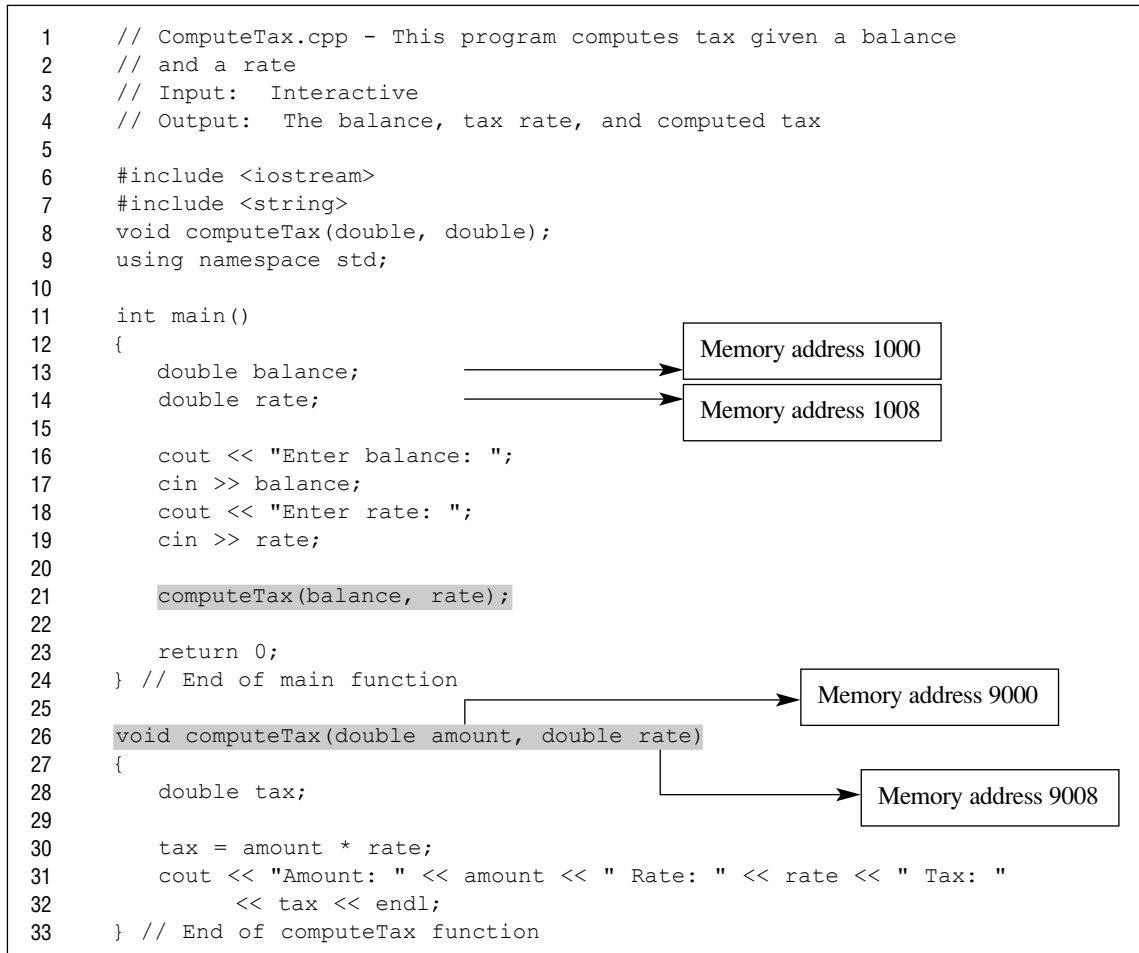 1 // ComputeTax.cpp - This program computes tax given a balance
2 // and a rate
3 // Input:  Interactive
4 // Output:  The balance, tax rate, and computed tax
5
6 #include <iostream>
7 #include <string>
8 void computeTax(double, double);
9 using namespace std;
10
11 int main()
12 {
Memory address 1000
13    double balance;
14    double rate;
Memory address 1008
15
16    cout << "Enter balance: ";
17    cin >> balance;
18    cout << "Enter rate: ";
19    cin >> rate;
20
21    computeTax(balance, rate);
22
23    return 0;
24 } // End of main function
Memory address 9000
25
26 void computeTax(double amount, double rate)
27 {
28    double tax;
Memory address 9008
29
30    tax = amount * rate;
31    cout << "Amount: " << amount << " Rate: " << rate << " Tax: "
32         << tax << endl;
33 } // End of computeTax function